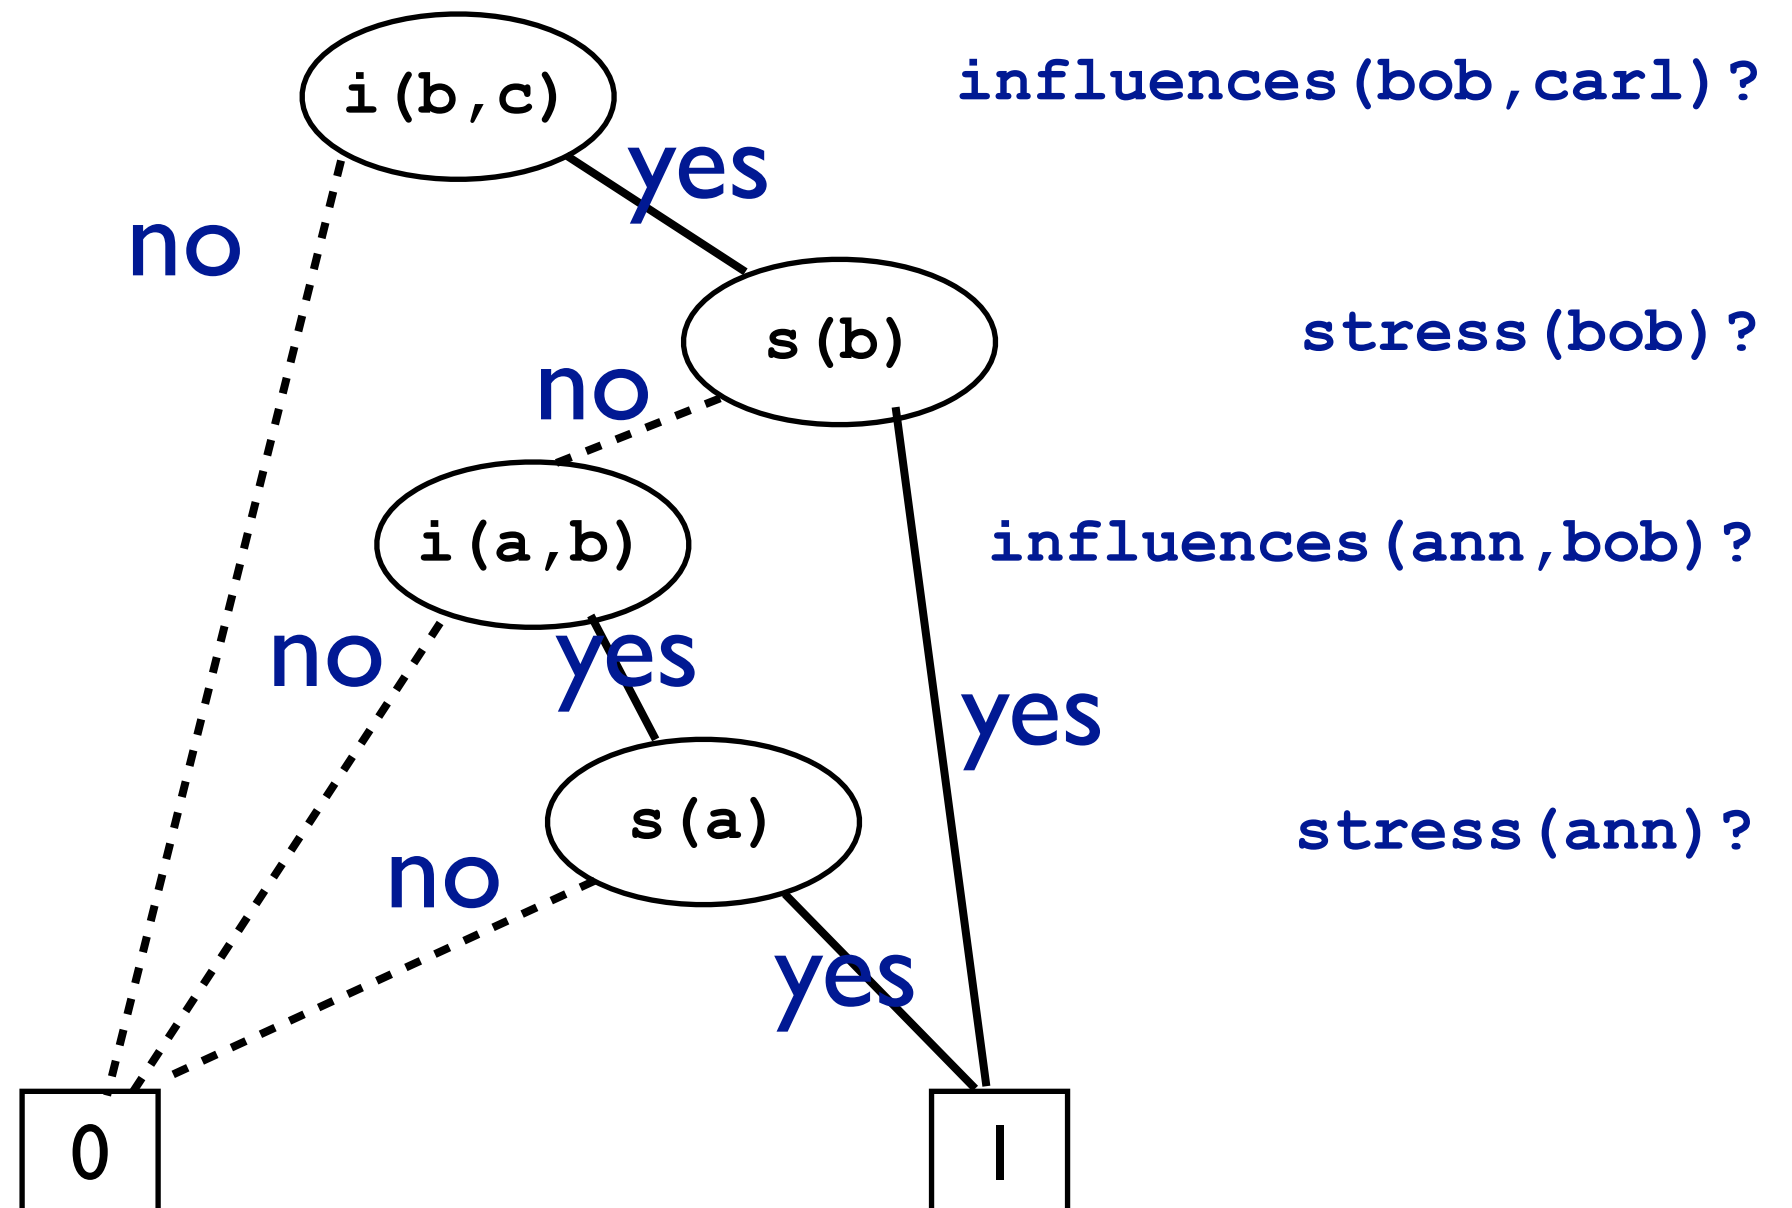 i(b,c)
influences(bob,carl)?
yes
no
s(b)
stress(bob)?
no
i(a,b)
influences(ann,bob)?
no
yes
yes
s(a)
stress(ann)?
no
yes
0
1